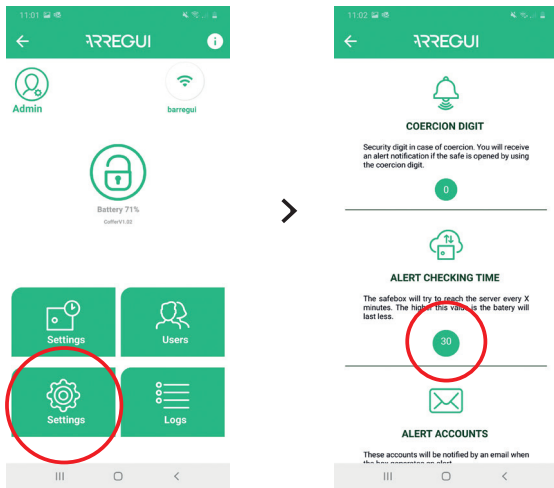 11:01
ARREGUI
Admin
barregui
Battery 71%
CofferV1.05
Settings
Users
Settings
Logs
11:02
ARREGUI
COERCION DIGIT
Security digit in case of coercion. You will receive
an alert notification if the safe is opened by using
the coercion digit.
0
ALERT CHECKING TIME
The safebox will try to reach the server every X
minutes. The higher this value is the batery will
last less.
30
ALERT ACCOUNTS
These accounts will be notified by an email when
the box generates an alert